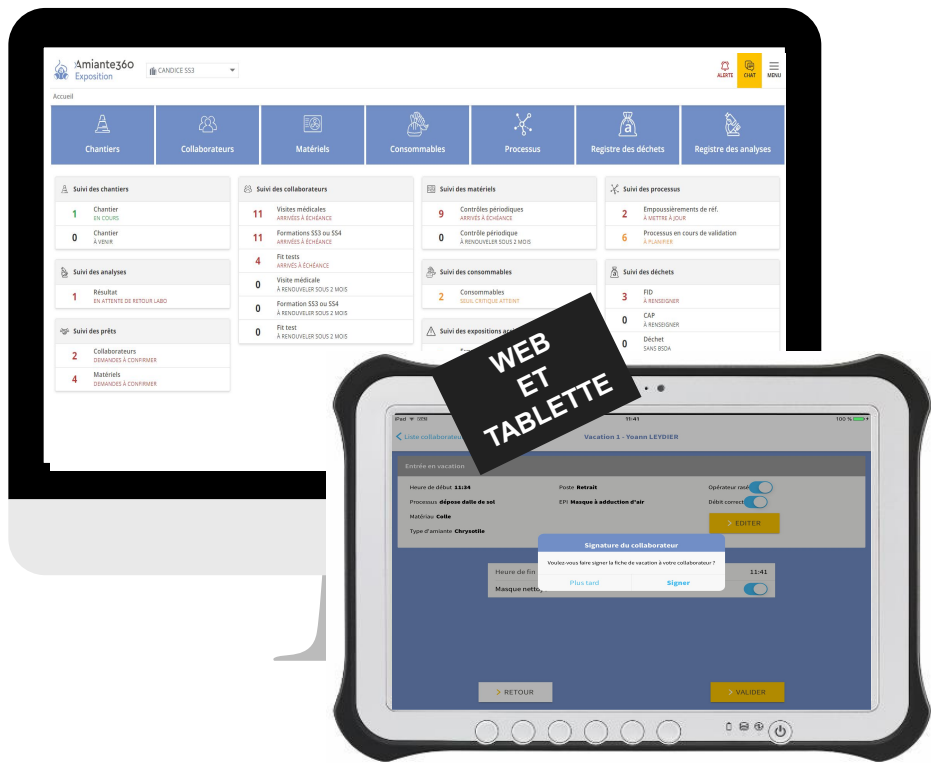 Amiante360
Exposition
CANDICE SS3
ALERTE
CHAT
MENU
Accueil
Chantiers
Collaborateurs
Matériels
Consommables
Processus
Registre des déchets
Registre des analyses
Suivi des chantiers
1 Chantier
EN COURS
0 Chantier
À VENIR
Suivi des analyses
1 Résultat
EN ATTENTE DE RETOUR LABO
Suivi des prêts
2 Collaborateurs
DEMANDES À CONFIRMER
4 Matériels
DEMANDES À CONFIRMER
Suivi des collaborateurs
11 Visites médicales
ARRIVÉES À ÉCHÉANCE
11 Formations SS3 ou SS4
ARRIVÉES À ÉCHÉANCE
4 Fit tests
ARRIVÉS À ÉCHÉANCE
0 Visite médicale
À RENOUVELER SOUS 2 MOIS
0 Formation SS3 ou SS4
À RENOUVELER SOUS 2 MOIS
0 Fit test
À RENOUVELER SOUS 2 MOIS
Suivi des matériels
9 Contrôles périodiques
ARRIVÉS À ÉCHÉANCE
0 Contrôle périodique
À RENOUVELER SOUS 2 MOIS
Suivi des consommables
2 Consommables
SEUIL CRITIQUE ATTEINT
Suivi des expositions
Suivi des processus
2 Empoussièrements de réf.
À METTRE À JOUR
6 Processus en cours de validation
À PLANIFIER
Suivi des déchets
3 FID
À RENSEIGNER
0 CAP
À RENSEIGNER
0 Déchet
SANS BSDA
WEB
ET
TABLETTE
iPad 11:41 100 %
Liste collaborateu
Vacation 1 - Yoann LEYDIER
Entrée en vacation
Heure de début 11:34
Poste Retrait
Opérateur rasé
Processus dépose dalle de sol
EPI Masque à adduction d'air
Débit correct
Matériau Colle
Type d'amiante Chrysotile
> EDITER
Signature du collaborateur
Voulez-vous faire signer la fiche de vacation à votre collaborateur ?
Plus tard
Signer
Heure de fin 11:41
Masque netto
> RETOUR
> VALIDER